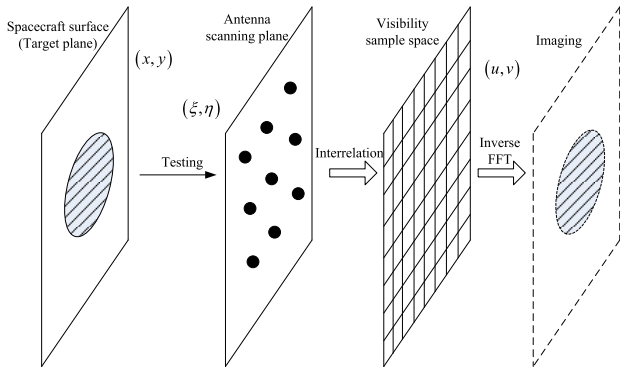 Spacecraft surface
(Target plane)
(x, y)
Antenna
scanning plane
(ξ, η)
Visibility
sample space
(u, v)
Imaging
Testing
Interrelation
Inverse
FFT